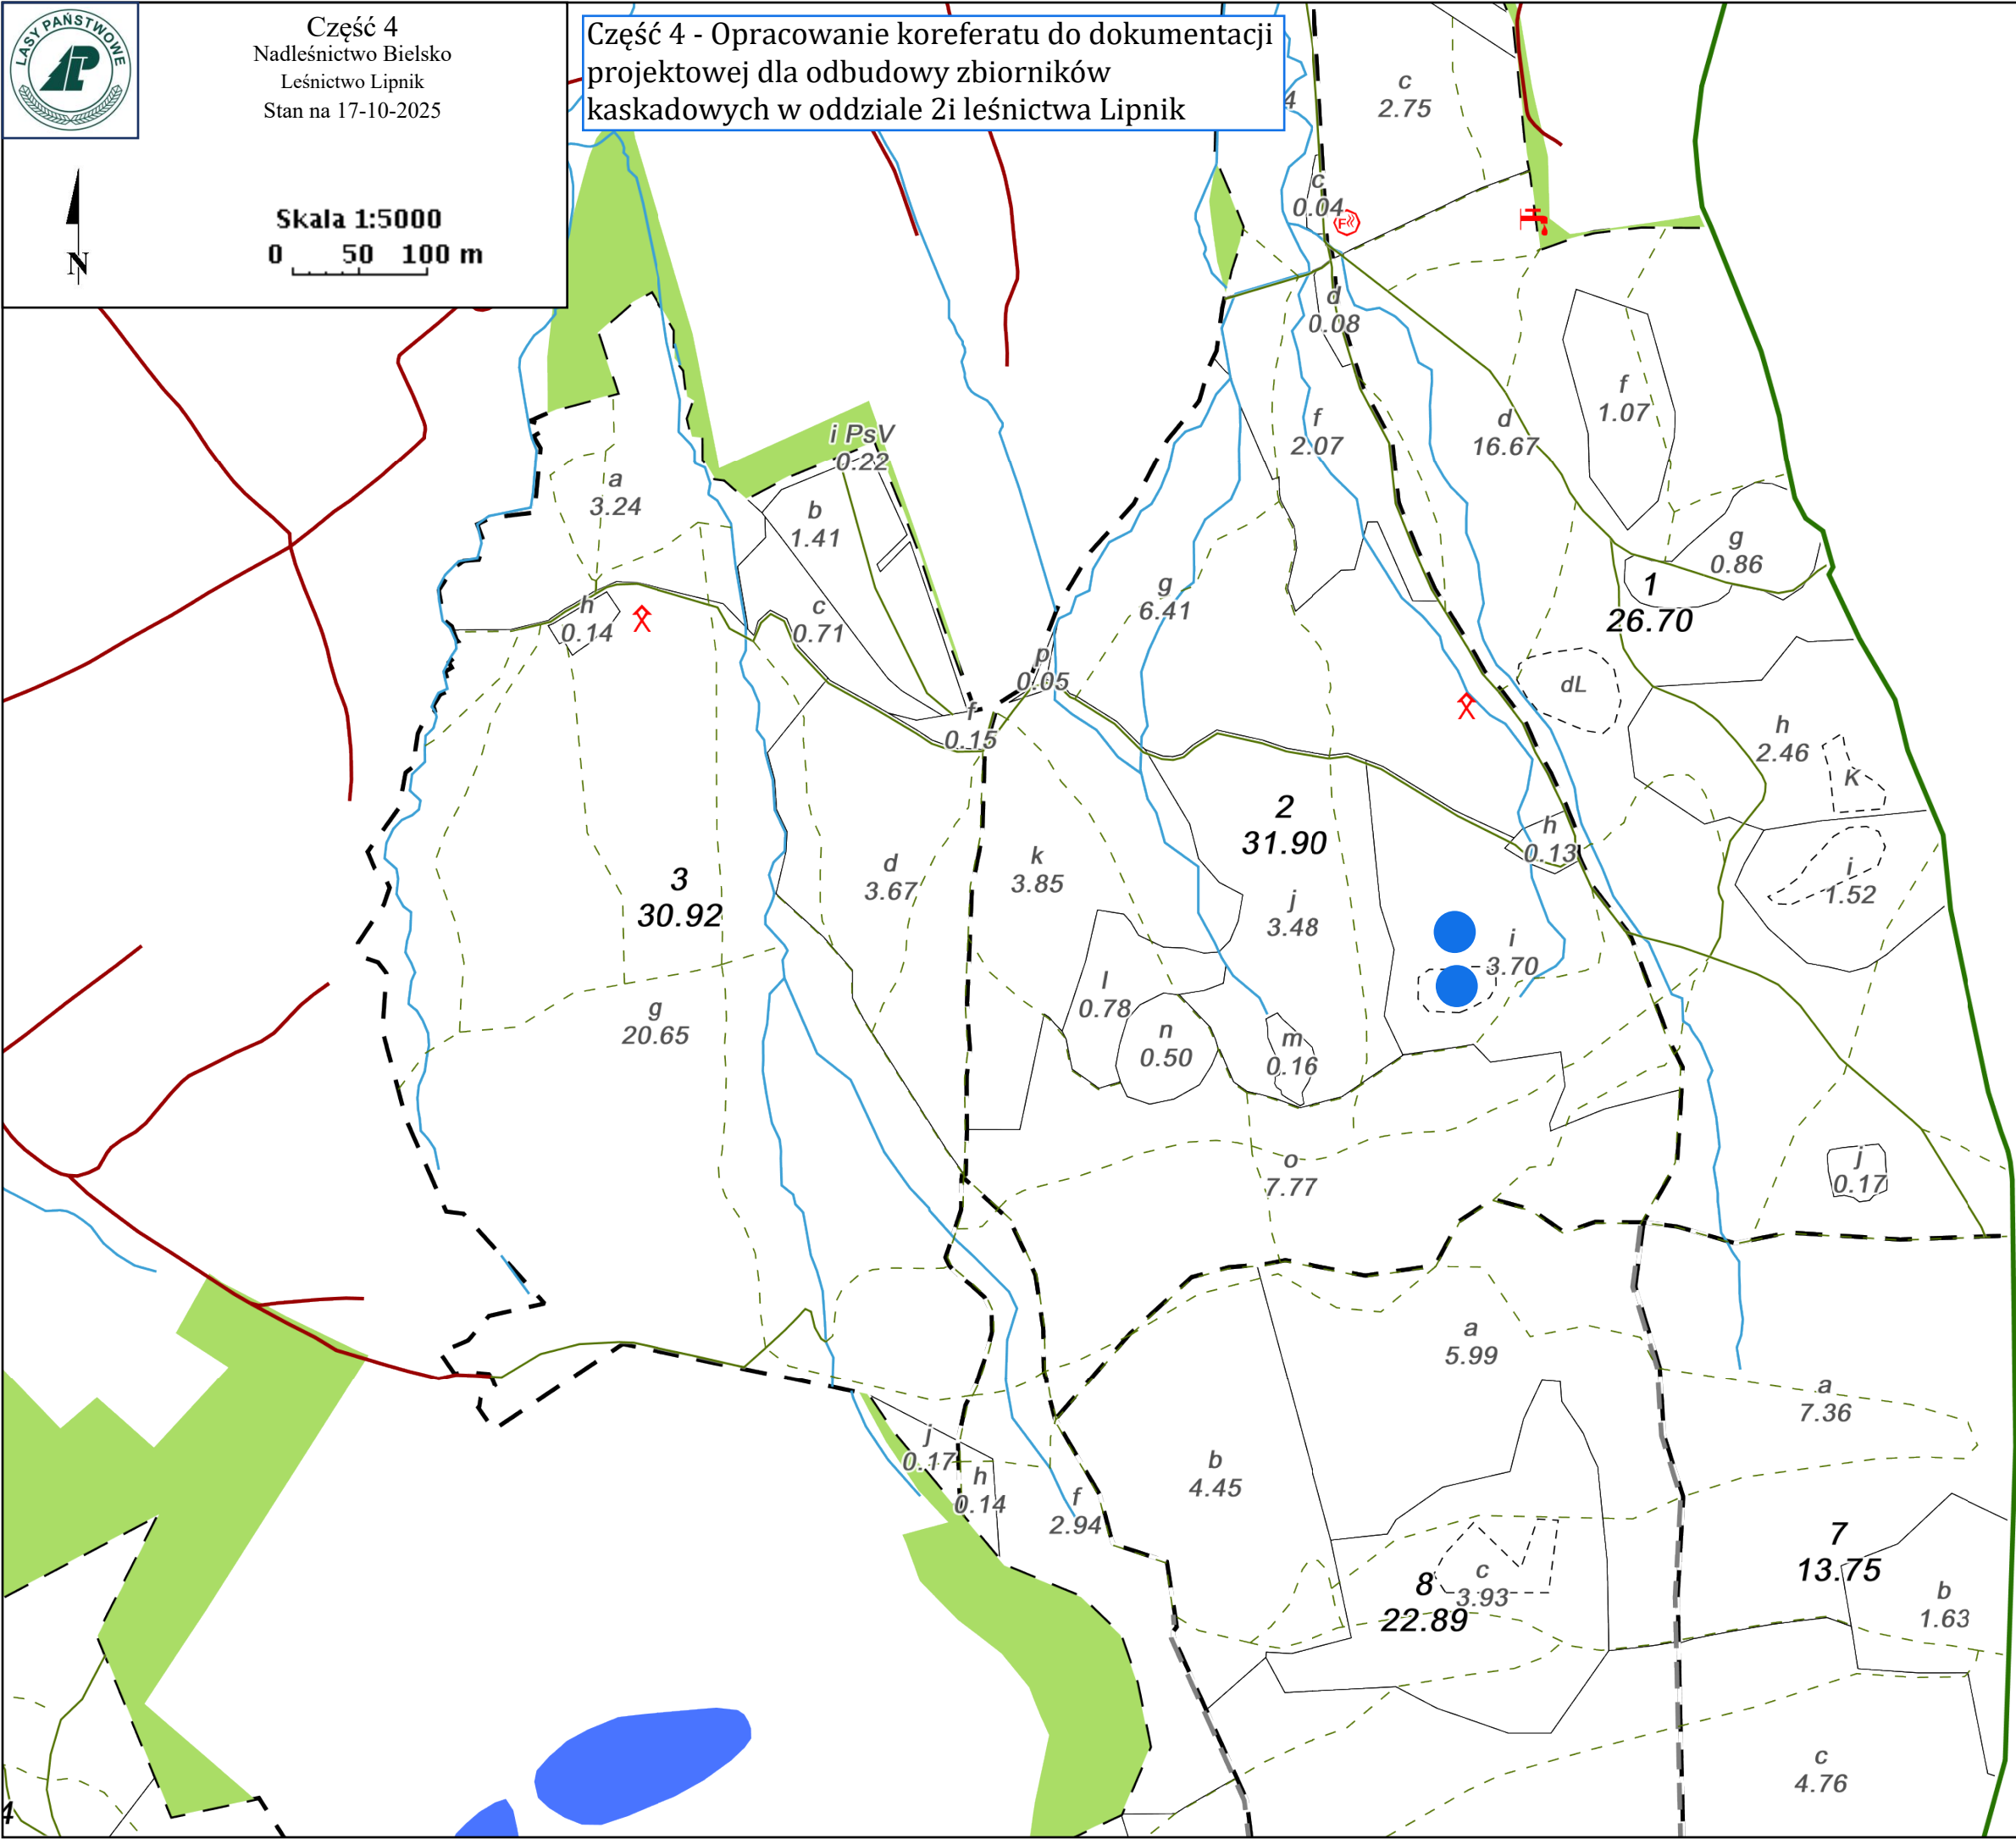 LASY PAŃSTWOWE
Część 4
Nadleśnictwo Bielsko
Leśnictwo Lipnik
Stan na 17-10-2025
N
Skala 1:5000
0 50 100 m
Część 4 - Opracowanie koreferatu do dokumentacji
projektowej dla odbudowy zbiorników
kaskadowych w oddziale 2i leśnictwa Lipnik
4
c
2.75
c
0.04
F
d
0.08
f
2.07
d
16.67
f
1.07
i PsV
0.22
a
3.24
b
1.41
g
0.86
1
26.70
h
0.14
c
0.71
g
6.41
p
0.05
f
0.15
dL
h
2.46
K
2
31.90
h
0.13
i
1.52
3
30.92
d
3.67
k
3.85
j
3.48
i
3.70
l
0.78
n
0.50
m
0.16
g
20.65
o
7.77
j
0.17
a
5.99
a
7.36
j
0.17
h
0.14
f
2.94
b
4.45
8
22.89
c
3.93
7
13.75
b
1.63
c
4.76
4